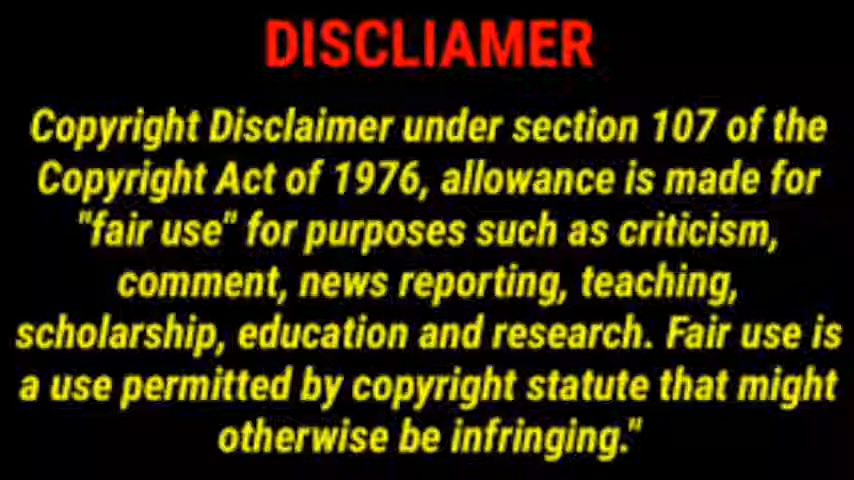 DISCLIAMER
Copyright Disclaimer under section 107 of the
Copyright Act of 1976, allowance is made for
"fair use" for purposes such as criticism,
comment, news reporting, teaching,
scholarship, education and research. Fair use is
a use permitted by copyright statute that might
otherwise be infringing."